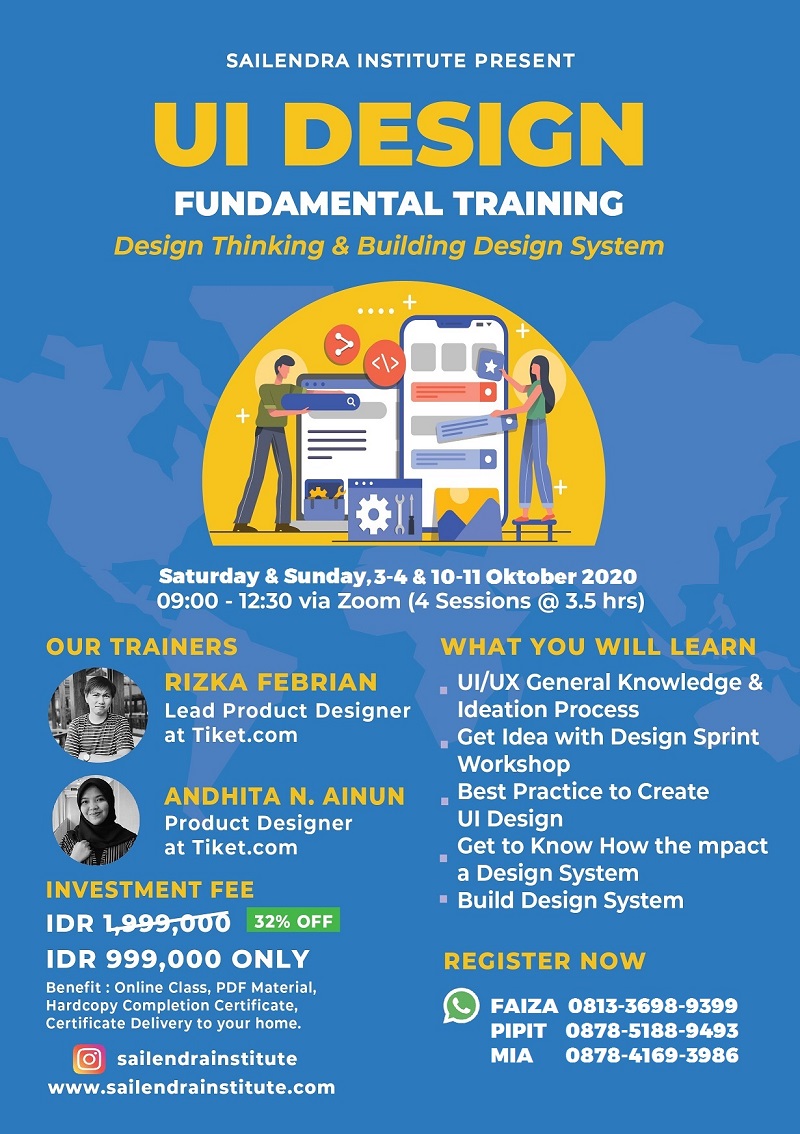 SAILENDRA INSTITUTE PRESENT
UI DESIGN
FUNDAMENTAL TRAINING
Design Thinking & Building Design System
Saturday & Sunday, 3-4 & 10-11 Oktober 2020
09:00 - 12:30 via Zoom (4 Sessions @ 3.5 hrs)
OUR TRAINERS
RIZKA FEBRIAN
Lead Product Designer
at Tiket.com
ANDHITA N. AINUN
Product Designer
at Tiket.com
INVESTMENT FEE
IDR 1,999,000 32% OFF
IDR 999,000 ONLY
Benefit : Online Class, PDF Material,
Hardcopy Completion Certificate,
Certificate Delivery to your home.
sailendrainstitute
www.sailendrainstitute.com
WHAT YOU WILL LEARN
UI/UX General Knowledge &
Ideation Process
Get Idea with Design Sprint
Workshop
Best Practice to Create
UI Design
Get to Know How the mpact
a Design System
Build Design System
REGISTER NOW
FAIZA 0813-3698-9399
PIPIT 0878-5188-9493
MIA 0878-4169-3986